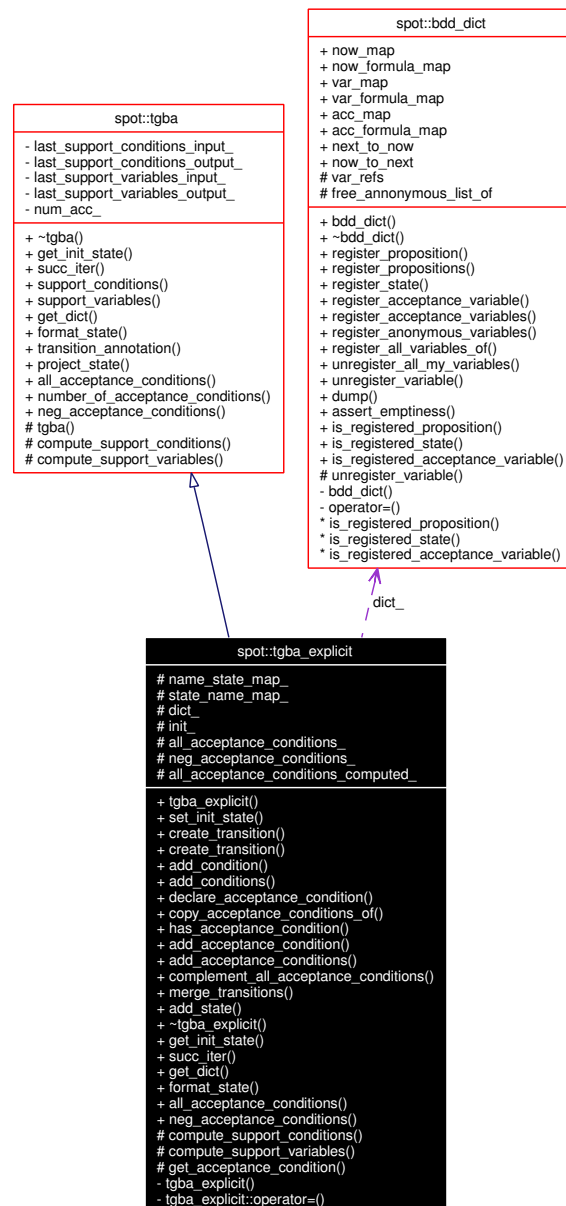 spot::bdd_dict
+ now_map
+ now_formula_map
+ var_map
+ var_formula_map
+ acc_map
+ acc_formula_map
+ next_to_now
+ now_to_next
# var_refs
# free_annonymous_list_of
+ bdd_dict()
+ ~bdd_dict()
+ register_proposition()
+ register_propositions()
+ register_state()
+ register_acceptance_variable()
+ register_acceptance_variables()
+ register_anonymous_variables()
+ register_all_variables_of()
+ unregister_all_my_variables()
+ unregister_variable()
+ dump()
+ assert_emptiness()
+ is_registered_proposition()
+ is_registered_state()
+ is_registered_acceptance_variable()
# unregister_variable()
- bdd_dict()
- operator=()
* is_registered_proposition()
* is_registered_state()
* is_registered_acceptance_variable()
spot::tgba
- last_support_conditions_input_
- last_support_conditions_output_
- last_support_variables_input_
- last_support_variables_output_
- num_acc_
+ ~tgba()
+ get_init_state()
+ succ_iter()
+ support_conditions()
+ support_variables()
+ get_dict()
+ format_state()
+ transition_annotation()
+ project_state()
+ all_acceptance_conditions()
+ number_of_acceptance_conditions()
+ neg_acceptance_conditions()
# tgba()
# compute_support_conditions()
# compute_support_variables()
dict_
spot::tgba_explicit
# name_state_map_
# state_name_map_
# dict_
# init_
# all_acceptance_conditions_
# neg_acceptance_conditions_
# all_acceptance_conditions_computed_
+ tgba_explicit()
+ set_init_state()
+ create_transition()
+ create_transition()
+ add_condition()
+ add_conditions()
+ declare_acceptance_condition()
+ copy_acceptance_conditions_of()
+ has_acceptance_condition()
+ add_acceptance_condition()
+ add_acceptance_conditions()
+ complement_all_acceptance_conditions()
+ merge_transitions()
+ add_state()
+ ~tgba_explicit()
+ get_init_state()
+ succ_iter()
+ get_dict()
+ format_state()
+ all_acceptance_conditions()
+ neg_acceptance_conditions()
# compute_support_conditions()
# compute_support_variables()
# get_acceptance_condition()
- tgba_explicit()
- tgba_explicit::operator=()